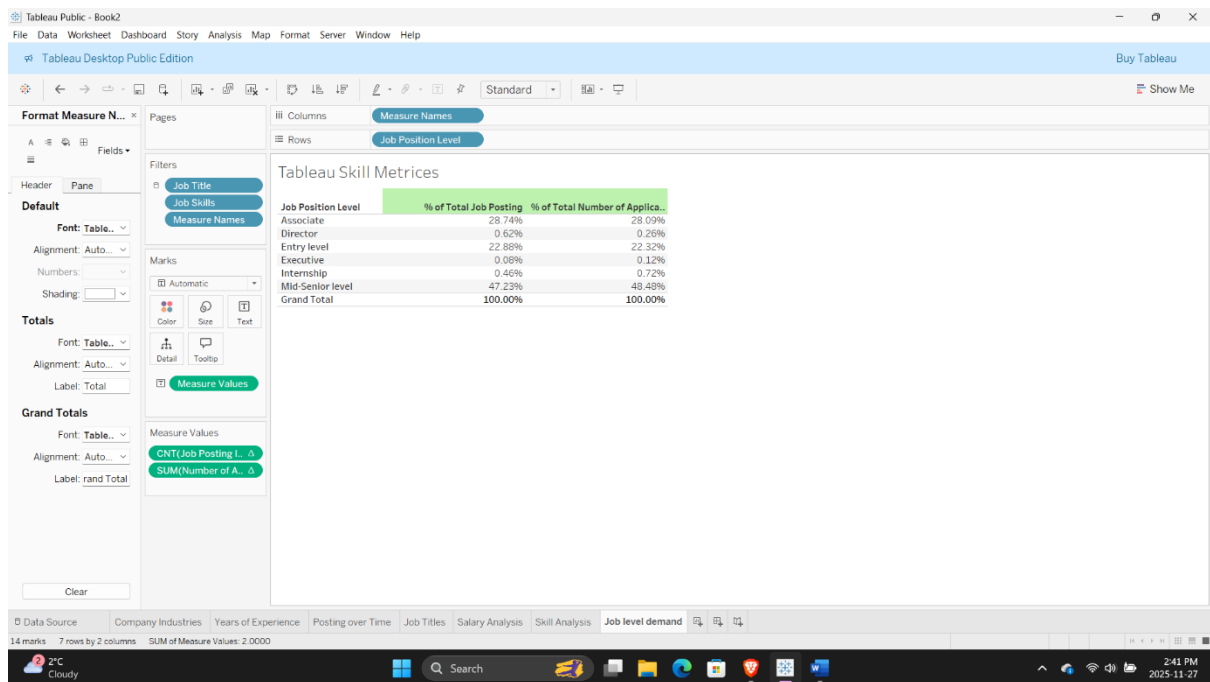 Tableau Public - Book2
File Data Worksheet Dashboard Story Analysis Map Format Server Window Help
Tableau Desktop Public Edition Buy Tableau
Standard Show Me
Format Measure N... ×
Fields
Header Pane
Default
Font: Table..
Alignment: Auto...
Numbers:
Shading:
Totals
Font: Table..
Alignment: Auto...
Label: Total
Grand Totals
Font: Table..
Alignment: Auto...
Label: rand Total
Clear
Pages
Filters
Job Title
Job Skills
Measure Names
Marks
Automatic
Color Size Text
Detail Tooltip
Measure Values
Measure Values
CNT(Job Posting I.. Δ
SUM(Number of A.. Δ
Columns Measure Names
Rows Job Position Level
Tableau Skill Metrices
Job Position Level % of Total Job Posting % of Total Number of Applica..
Associate 28.74% 28.09%
Director 0.62% 0.26%
Entry level 22.88% 22.32%
Executive 0.08% 0.12%
Internship 0.46% 0.72%
Mid-Senior level 47.23% 48.48%
Grand Total 100.00% 100.00%
Data Source Company Industries Years of Experience Posting over Time Job Titles Salary Analysis Skill Analysis Job level demand
14 marks 7 rows by 2 columns SUM of Measure Values: 2.0000
2
2°C
Cloudy
Search
2:41 PM
2025-11-27